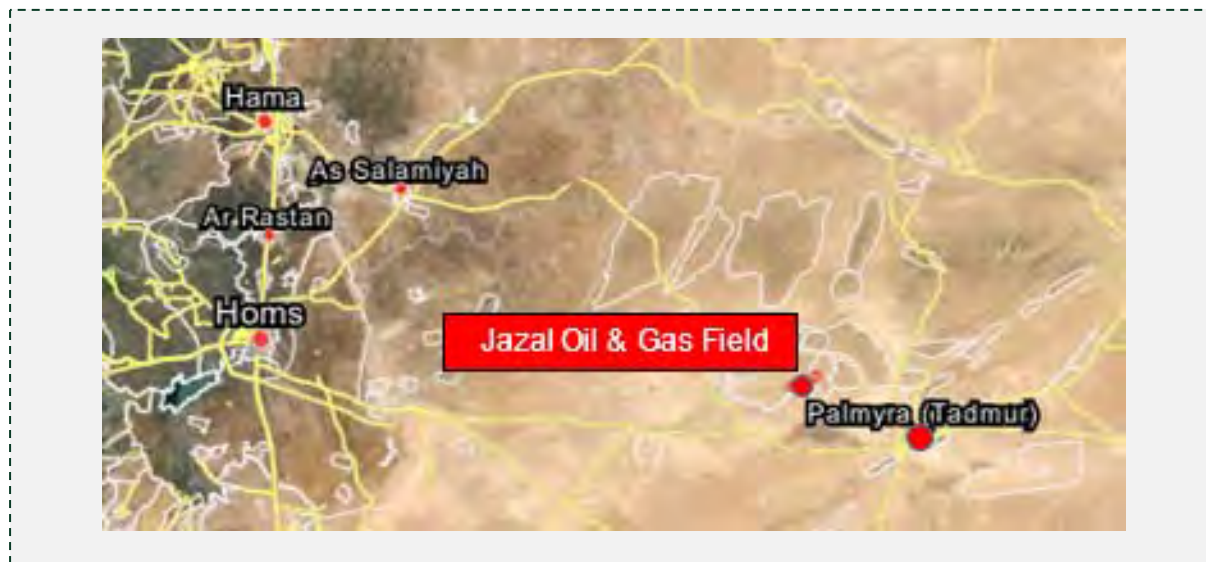 Hama
As Salamiyah
Ar Rastan
Homs
Jazal Oil & Gas Field
Palmyra (Tadmur)